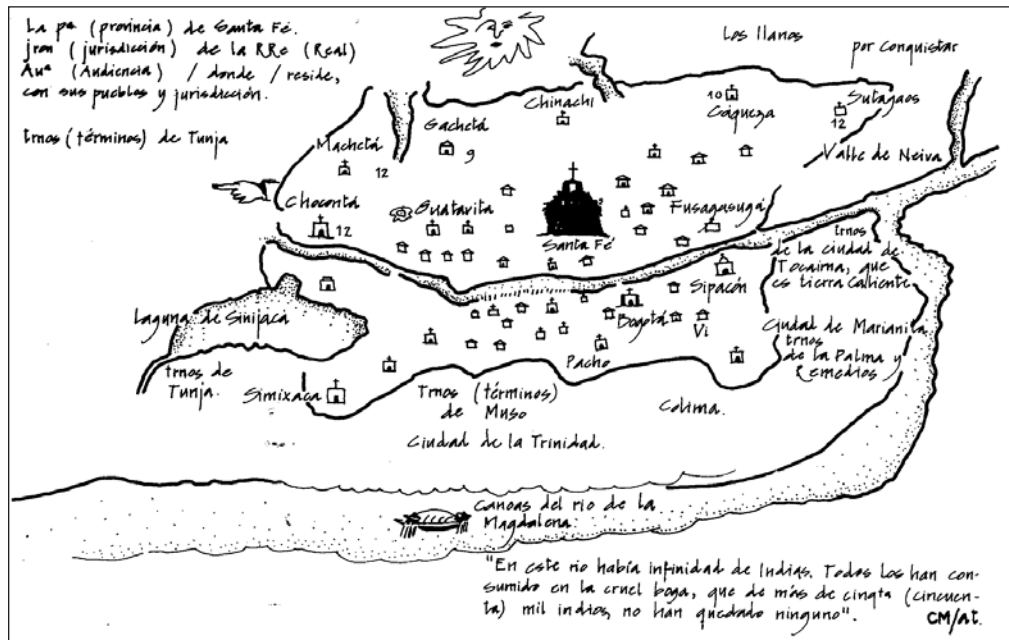 La pª (provincia) de Santa Fé.
jron (jurisdicción) de la RRe (Real)
Auª (Audiencia) / donde / reside,
con sus pueblos y jurisdicción.
trnos (términos) de Tunja
Los llanos
por conquistar
Chinachi
10
Cáqueza
Sutagaos
12
Gachetá
9
Machetá
12
Valle de Neiva
Chocontá
12
Guatavita
Fusagasugá
Santa Fé
trnos
de la ciudad de
Tocaima, que
es tierra caliente
Sipacón
Laguna de Sinijaca
Bogotá
Vi
Ciudad de Marianita
trnos
de la Palma y
Remedios
Pacho
trnos de
Tunja.
Simixaca
Trnos (términos)
de Muso
Colima.
Ciudad de la Trinidad.
Canoas del río de la
Magdalena.
"En este rio había infinidad de Indias. Todos los han con-
sumido en la cruel boga, que de más de cinqta (cincuen-
ta) mil indios, no han quedado ninguno".
CM/at.